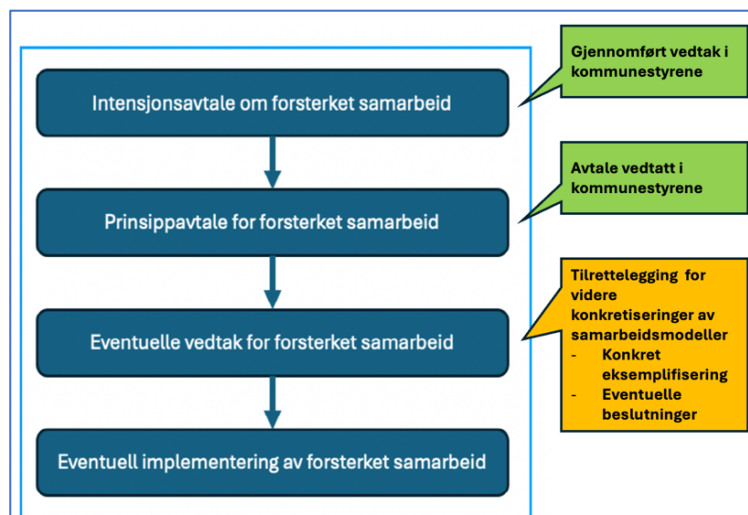 Intensjonsavtale om forsterket samarbeid
Gjennomført vedtak i
kommunestyrene
Prinsippavtale for forsterket samarbeid
Avtale vedtatt i
kommunestyrene
Eventuelle vedtak for forsterket samarbeid
Tilrettelegging for
videre
konkretiseringer av
samarbeidsmodeller
- Konkret
eksemplifisering
- Eventuelle
beslutninger
Eventuell implementering av forsterket samarbeid